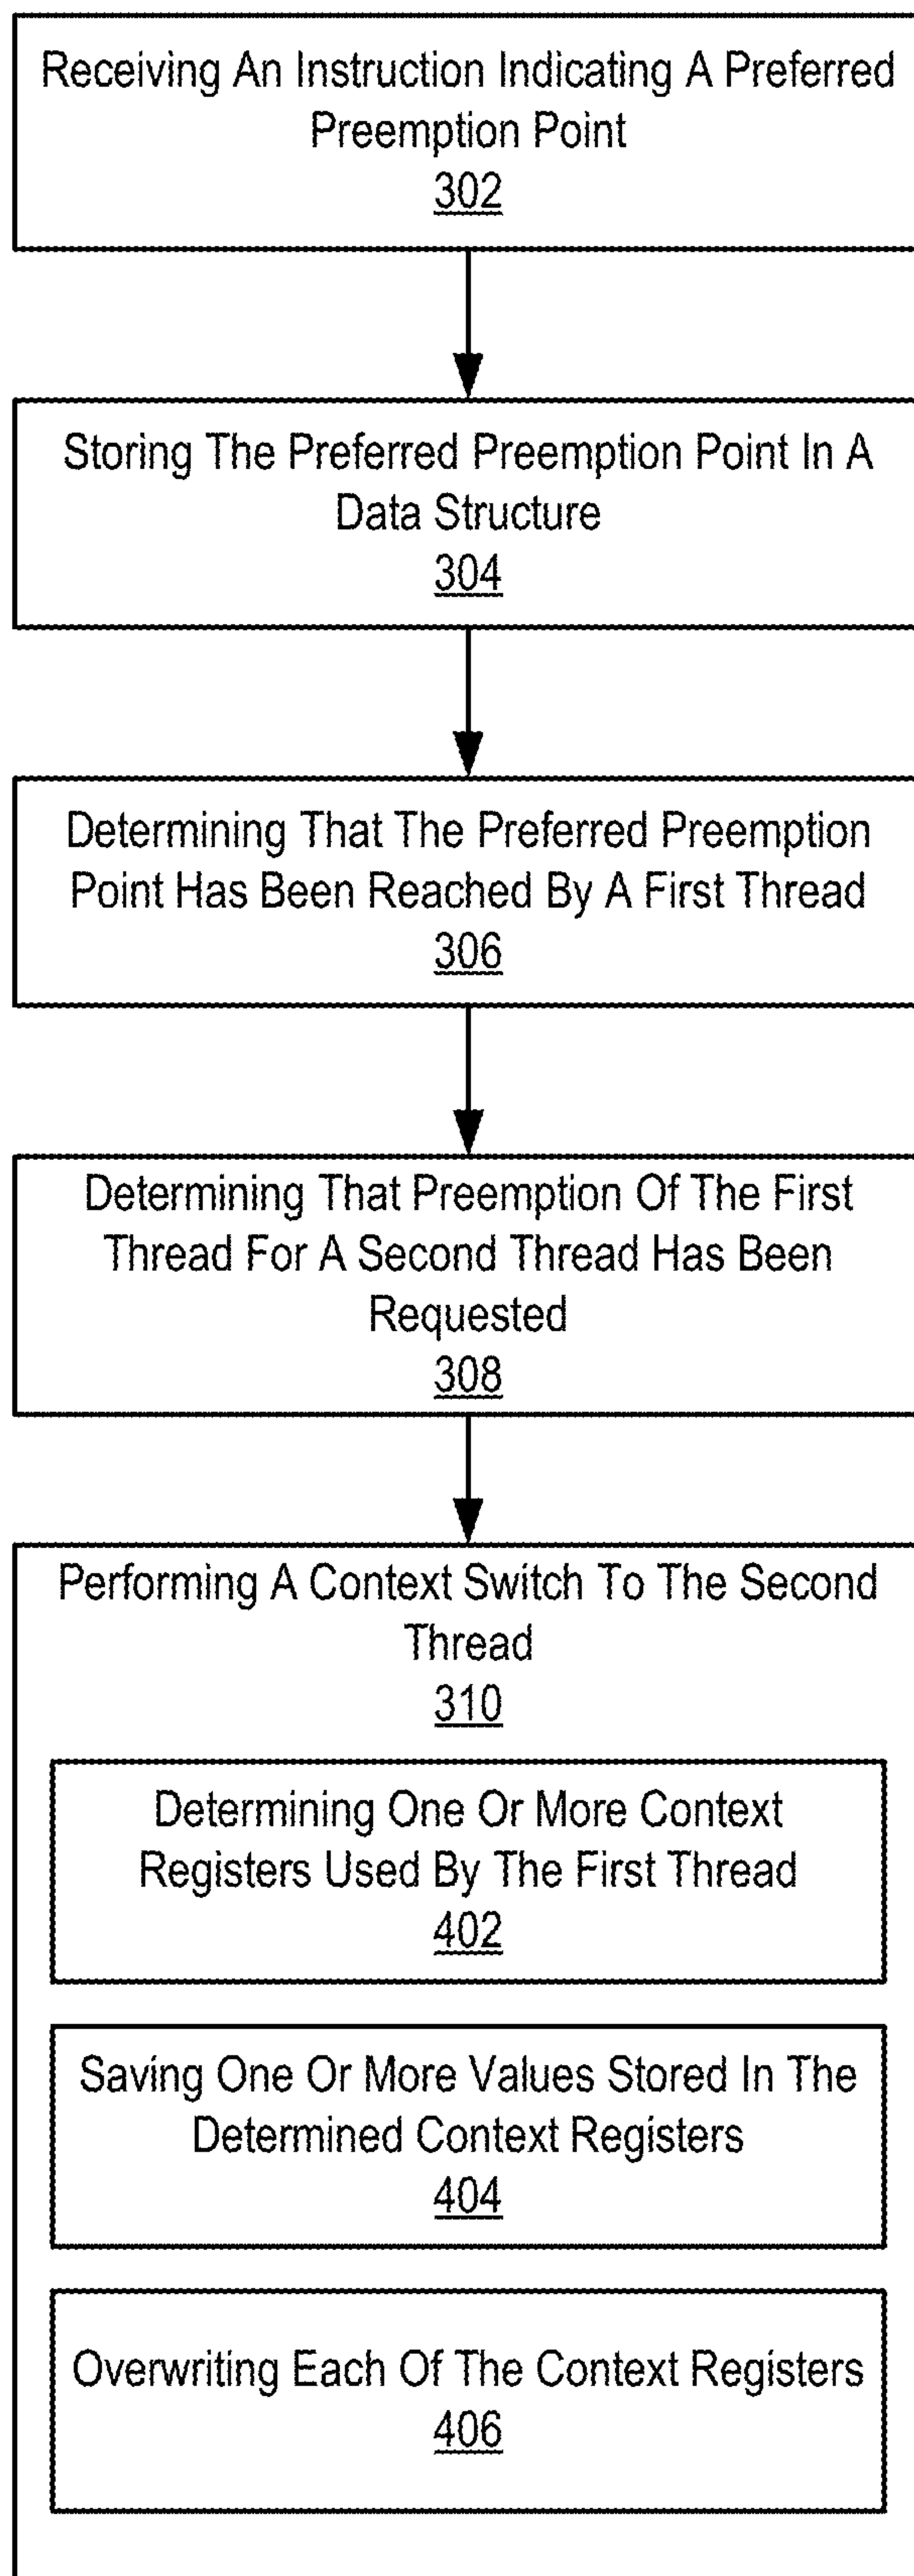 Receiving An Instruction Indicating A Preferred
Preemption Point
302
Storing The Preferred Preemption Point In A
Data Structure
304
Determining That The Preferred Preemption
Point Has Been Reached By A First Thread
306
Determining That Preemption Of The First
Thread For A Second Thread Has Been
Requested
308
Performing A Context Switch To The Second
Thread
310
Determining One Or More Context
Registers Used By The First Thread
402
Saving One Or More Values Stored In The
Determined Context Registers
404
Overwriting Each Of The Context Registers
406